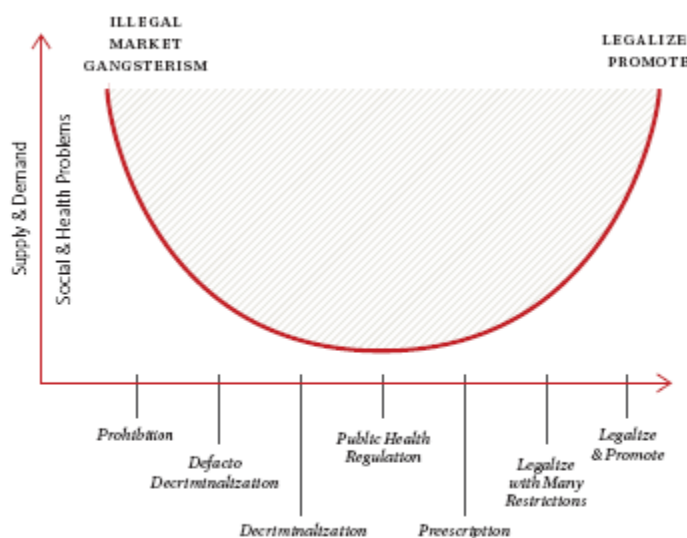 ILLEGAL
MARKET
GANGSTERISM
LEGALIZE
PROMOTE
Supply & Demand
Social & Health Problems
Prohibition
Defacto
Decriminalization
Decriminalization
Public Health
Regulation
Preescription
Legalize
with Many
Restrictions
Legalize
& Promote